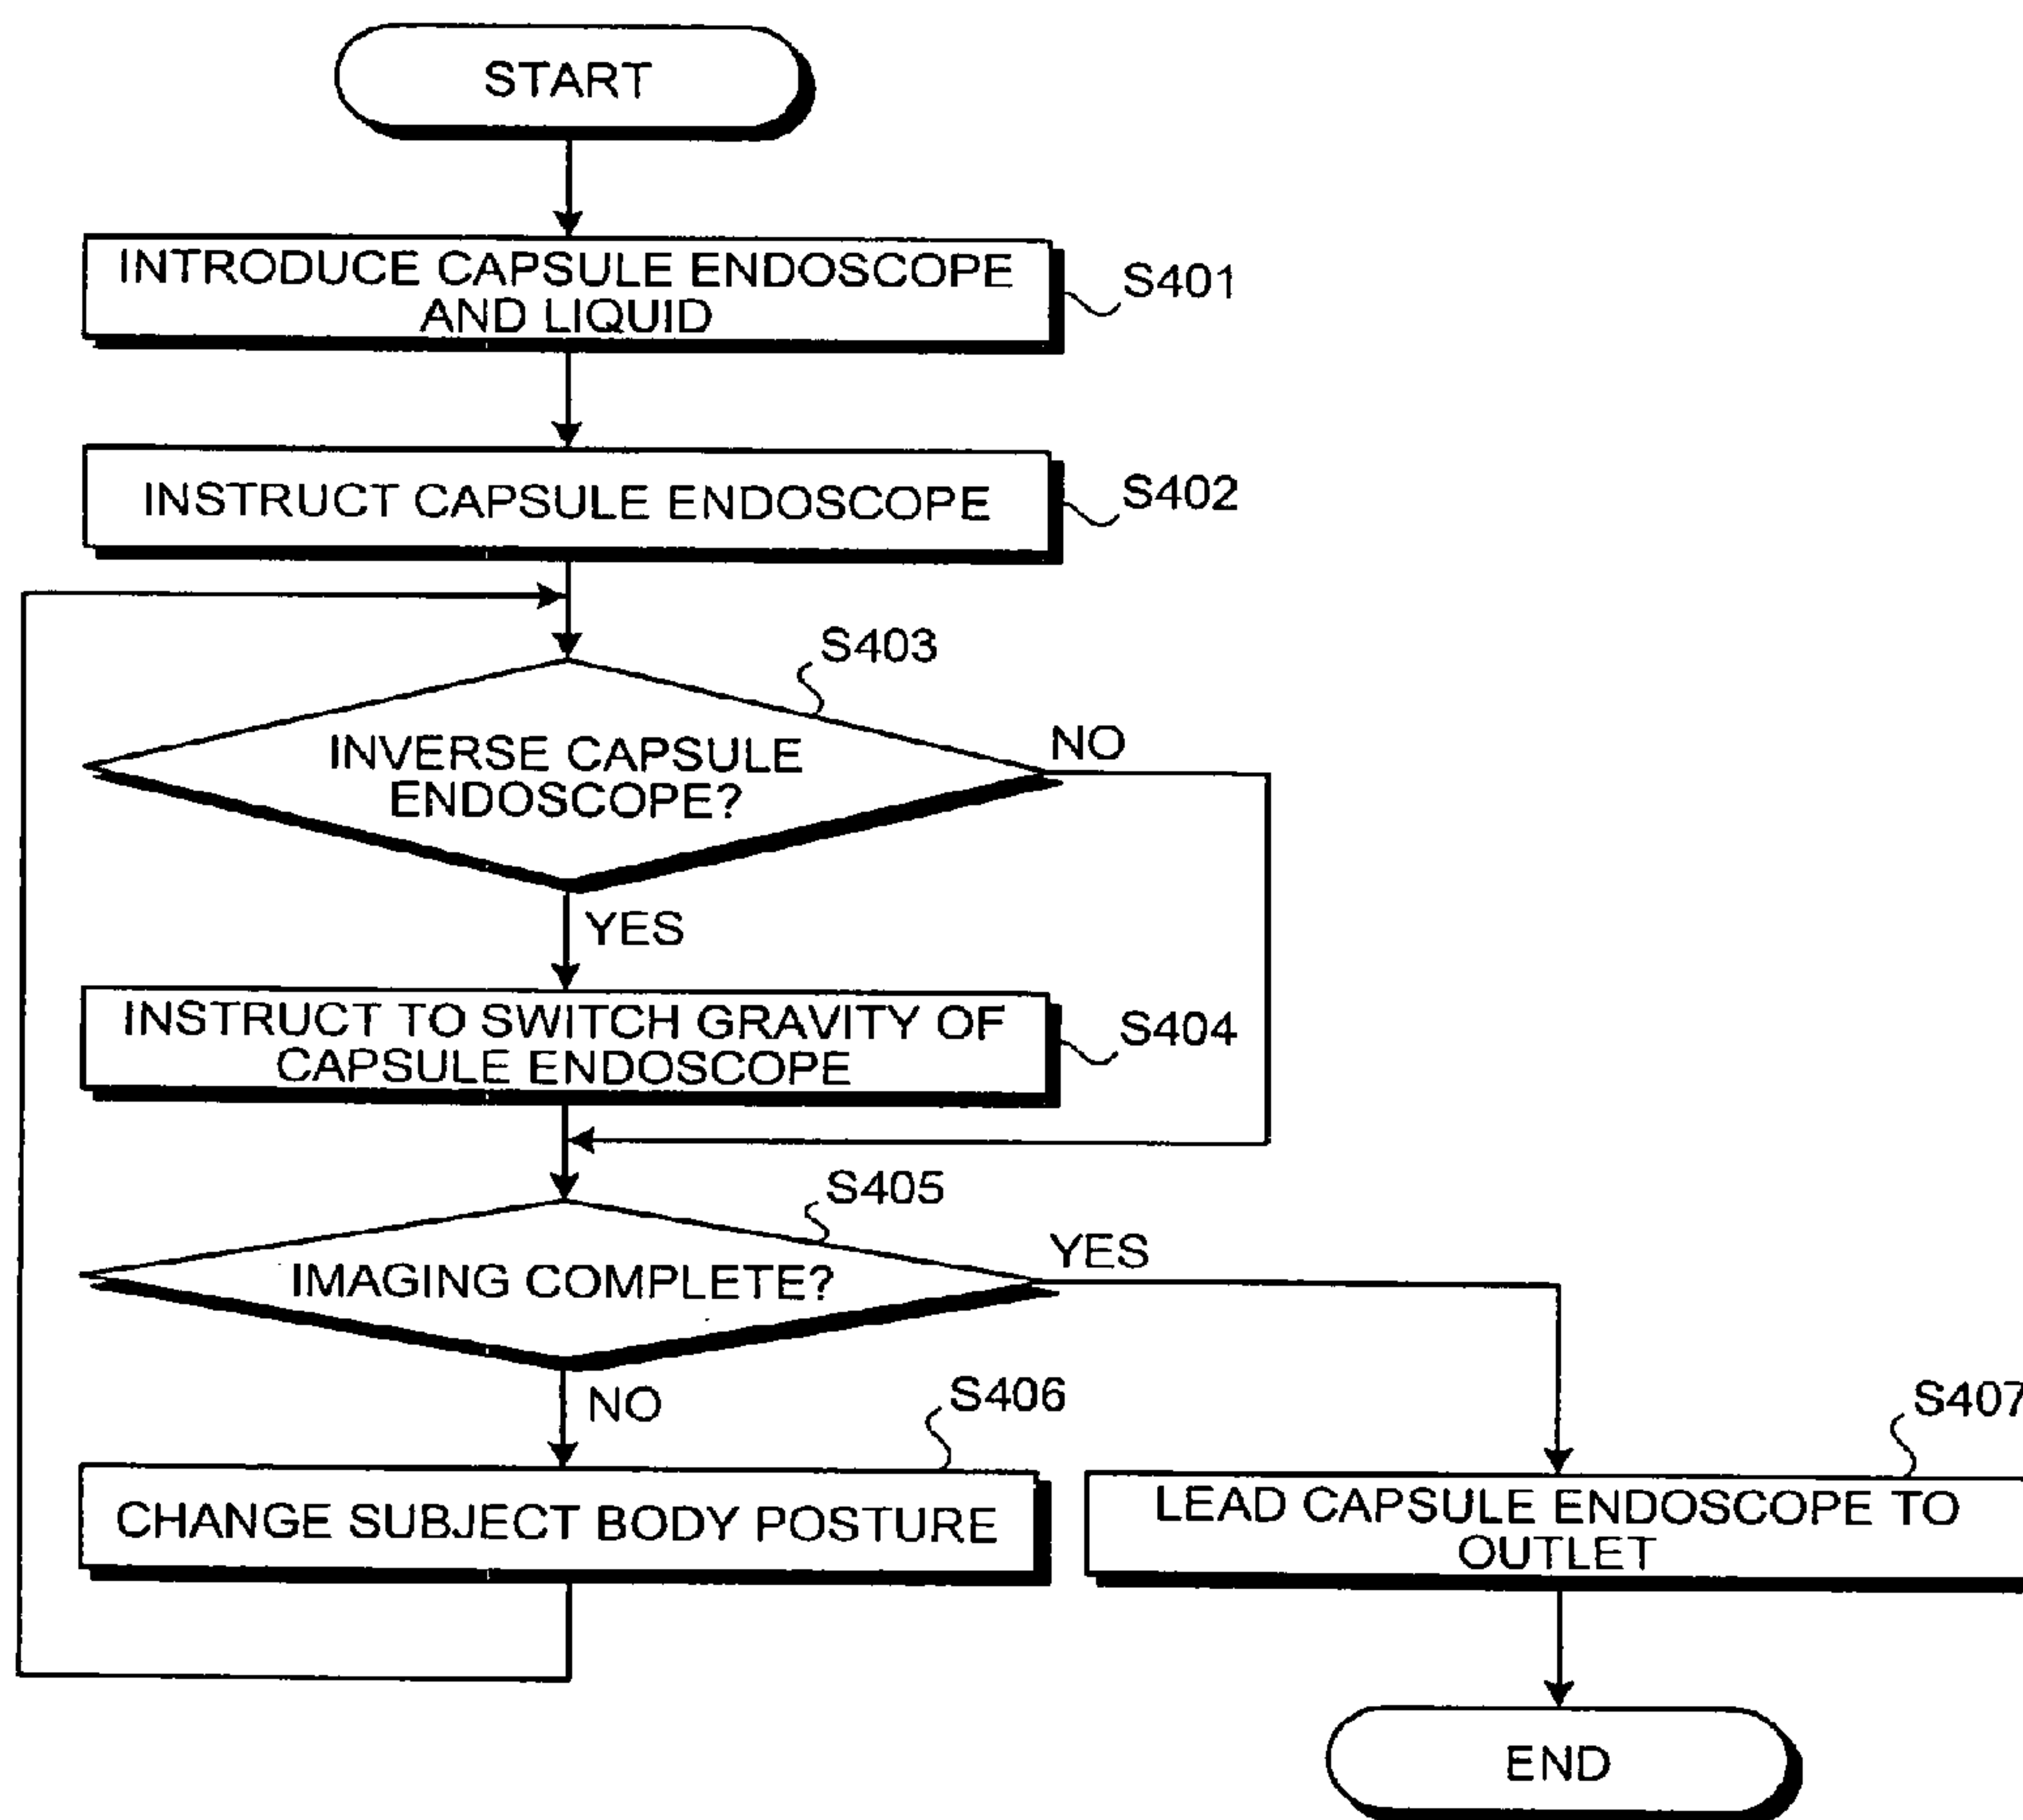 START
INTRODUCE CAPSULE ENDOSCOPE
AND LIQUID
S401
INSTRUCT CAPSULE ENDOSCOPE
S402
S403
INVERSE CAPSULE
ENDOSCOPE?
NO
YES
INSTRUCT TO SWITCH GRAVITY OF
CAPSULE ENDOSCOPE
S404
S405
IMAGING COMPLETE?
YES
NO
S406
CHANGE SUBJECT BODY POSTURE
S407
LEAD CAPSULE ENDOSCOPE TO
OUTLET
END